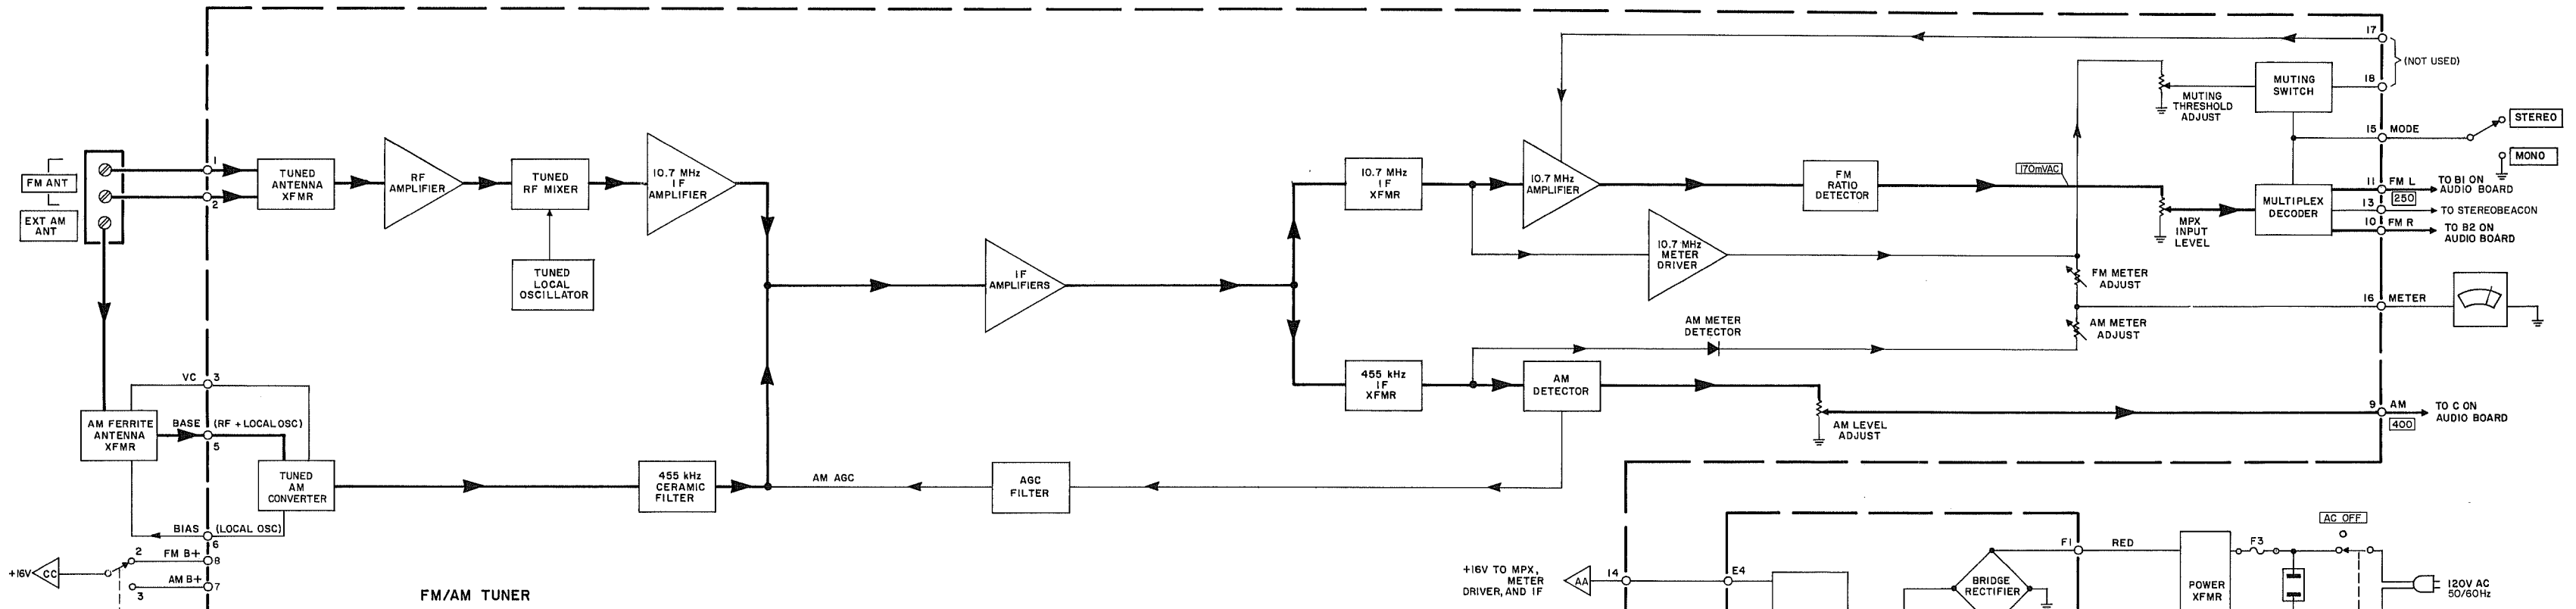 17
(NOT USED)
18
MUTING
SWITCH
MUTING
THRESHOLD
ADJUST
15 MODE
STEREO
MONO
FM ANT
EXT AM
ANT
1
2
TUNED
ANTENNA
XFMR
RF
AMPLIFIER
TUNED
RF MIXER
10.7 MHz
IF
AMPLIFIER
TUNED
LOCAL
OSCILLATOR
IF
AMPLIFIERS
10.7 MHz
IF
XFMR
10.7 MHz
AMPLIFIER
FM
RATIO
DETECTOR
170mVAC
MPX
INPUT
LEVEL
MULTIPLEX
DECODER
11 FM L
250
TO B1 ON
AUDIO BOARD
13
TO STEREOBEACON
10 FM R
TO B2 ON
AUDIO BOARD
10.7 MHz
METER
DRIVER
FM METER
ADJUST
16 METER
AM METER
ADJUST
AM METER
DETECTOR
455 kHz
IF
XFMR
AM
DETECTOR
AM LEVEL
ADJUST
9 AM
400
TO C ON
AUDIO BOARD
VC 3
AM FERRITE
ANTENNA
XFMR
BASE (RF + LOCAL OSC)
5
TUNED
AM
CONVERTER
455 kHz
CERAMIC
FILTER
AM AGC
AGC
FILTER
BIAS (LOCAL OSC)
6
+16V CC
2 FM B+ 8
AM B+ 7
3
FM/AM TUNER
+16V TO MPX,
METER
DRIVER, AND IF
AA
14
E4
BRIDGE
RECTIFIER
F1
RED
POWER
XFMR
F3
AC OFF
120V AC
50/60Hz